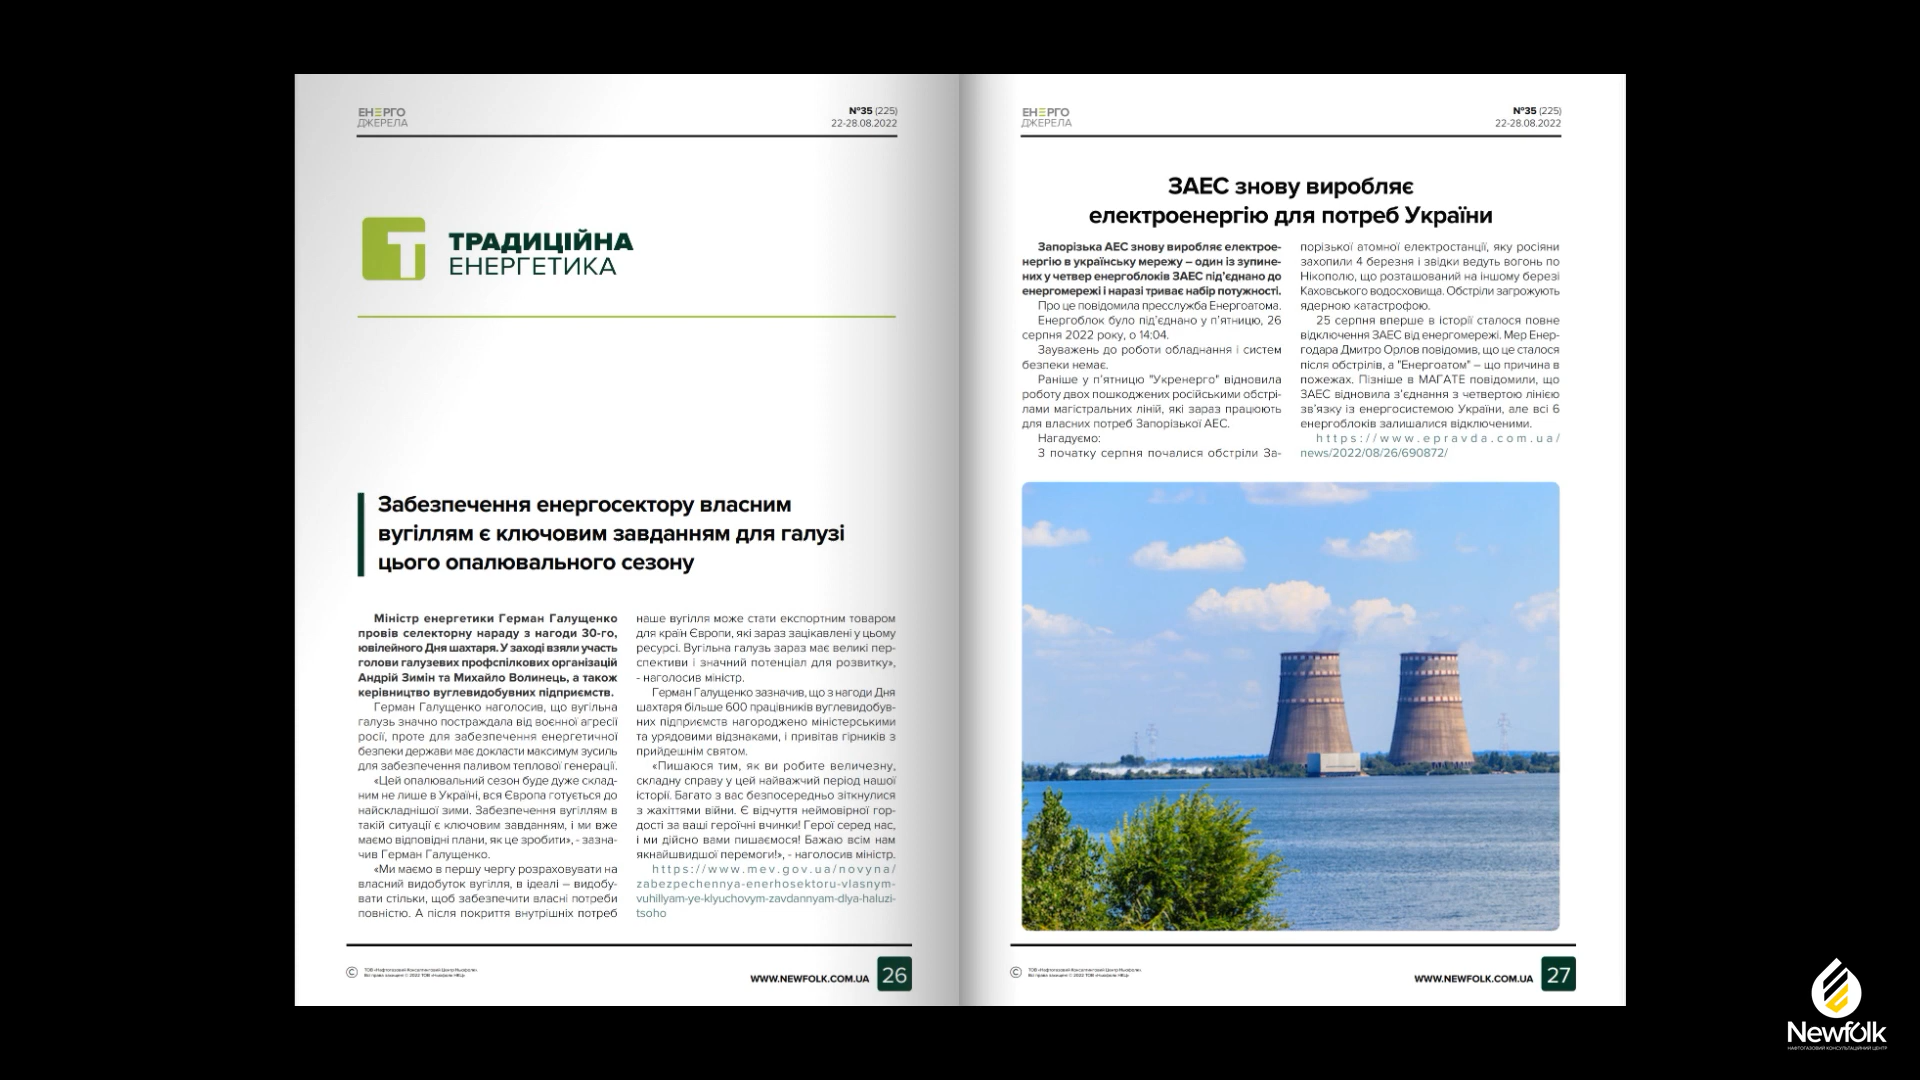 ЕНЕРГО
ДЖЕРЕЛА
№35 (225)
22-28.08.2022
Т
ТРАДИЦІЙНА
ЕНЕРГЕТИКА
Забезпечення енергосектору власним
вугіллям є ключовим завданням для галузі
цього опалювального сезону
Міністр енергетики Герман Галущенко
провів селекторну нараду з нагоди 30-го,
ювілейного Дня шахтаря. У заході взяли участь
голови галузевих профспілкових організацій
Андрій Зимін та Михайло Волинець, а також
керівництво вуглевидобувних підприємств.
Герман Галущенко наголосив, що вугільна
галузь значно постраждала від воєнної агресії
росії, проте для забезпечення енергетичної
безпеки держави має докласти максимум зусиль
для забезпечення паливом теплової генерації.
«Цей опалювальний сезон буде дуже склад-
ним не лише в Україні, вся Європа готується до
найскладнішої зими. Забезпечення вугіллям в
такій ситуації є ключовим завданням, і ми вже
маємо відповідні плани, як це зробити», - зазна-
чив Герман Галущенко.
«Ми маємо в першу чергу розраховувати на
власний видобуток вугілля, в ідеалі – видобу-
вати стільки, щоб забезпечити власні потреби
повністю. А після покриття внутрішніх потреб
наше вугілля може стати експортним товаром
для країн Європи, які зараз зацікавлені у цьому
ресурсі. Вугільна галузь зараз має великі пер-
спективи і значний потенціал для розвитку»,
- наголосив міністр.
Герман Галущенко зазначив, що з нагоди Дня
шахтаря більше 600 працівників вуглевидобув-
них підприємств нагороджено міністерськими
та урядовими відзнаками, і привітав гірників з
прийдешнім святом.
«Пишаюся тим, як ви робите величезну,
складну справу у цей найважчий період нашої
історії. Багато з вас безпосередньо зіткнулися
з жахіттями війни. Є відчуття неймовірної гор-
дості за ваші героїчні вчинки! Герої серед нас,
і ми дійсно вами пишаємося! Бажаю всім нам
якнайшвидшої перемоги!», - наголосив міністр.
https://www.mev.gov.ua/novyna/
zabezpechennya-enerhosektoru-vlasnym-
vuhillyam-ye-klyuchovym-zavdannyam-dlya-haluzi-
tsoho
©
ТОВ «Нафтогазовий Консалтинговий Центр Ньюфолк»
WWW.NEWFOLK.COM.UA
26
ЕНЕРГО
ДЖЕРЕЛА
№35 (225)
22-28.08.2022
ЗАЕС знову виробляє
електроенергію для потреб України
Запорізька АЕС знову виробляє електрое-
нергію в українську мережу – один із зупине-
них у четвер енергоблоків ЗАЕС під'єднано до
енергомережі і наразі триває набір потужності.
Про це повідомила пресслужба Енергоатома.
Енергоблок було під'єднано у п'ятницю, 26
серпня 2022 року, о 14:04.
Зауважень до роботи обладнання і систем
безпеки немає.
Раніше у п'ятницю "Укренерго" відновила
роботу двох пошкоджених російськими обстрі-
лами магістральних ліній, які зараз працюють
для власних потреб Запорізької АЕС.
Нагадуємо:
З початку серпня почалися обстріли За-
порізької атомної електростанції, яку росіяни
захопили 4 березня і звідки ведуть вогонь по
Нікополю, що розташований на іншому березі
Каховського водосховища. Обстріли загрожують
ядерною катастрофою.
25 серпня вперше в історії сталося повне
відключення ЗАЕС від енергомережі. Мер Енер-
годара Дмитро Орлов повідомив, що це сталося
після обстрілів, а "Енергоатом" – що причина в
пожежах. Пізніше в МАГАТЕ повідомили, що
ЗАЕС відновила з'єднання з четвертою лінією
зв'язку із енергосистемою України, але всі 6
енергоблоків залишалися відключеними.
https://www.epravda.com.ua/
news/2022/08/26/690872/
©
ТОВ «Нафтогазовий Консалтинговий Центр Ньюфолк»
WWW.NEWFOLK.COM.UA
27
Newfolk
НАФТОГАЗОВИЙ КОНСУЛЬТАЦІЙНИЙ ЦЕНТР